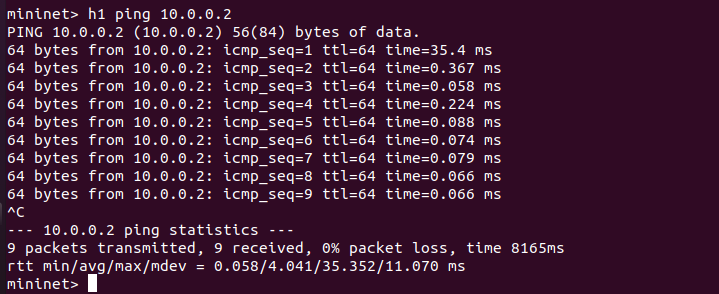 mininet> h1 ping 10.0.0.2
PING 10.0.0.2 (10.0.0.2) 56(84) bytes of data.
64 bytes from 10.0.0.2: icmp_seq=1 ttl=64 time=35.4 ms
64 bytes from 10.0.0.2: icmp_seq=2 ttl=64 time=0.367 ms
64 bytes from 10.0.0.2: icmp_seq=3 ttl=64 time=0.058 ms
64 bytes from 10.0.0.2: icmp_seq=4 ttl=64 time=0.224 ms
64 bytes from 10.0.0.2: icmp_seq=5 ttl=64 time=0.088 ms
64 bytes from 10.0.0.2: icmp_seq=6 ttl=64 time=0.074 ms
64 bytes from 10.0.0.2: icmp_seq=7 ttl=64 time=0.079 ms
64 bytes from 10.0.0.2: icmp_seq=8 ttl=64 time=0.066 ms
64 bytes from 10.0.0.2: icmp_seq=9 ttl=64 time=0.066 ms
^C
--- 10.0.0.2 ping statistics ---
9 packets transmitted, 9 received, 0% packet loss, time 8165ms
rtt min/avg/max/mdev = 0.058/4.041/35.352/11.070 ms
mininet>